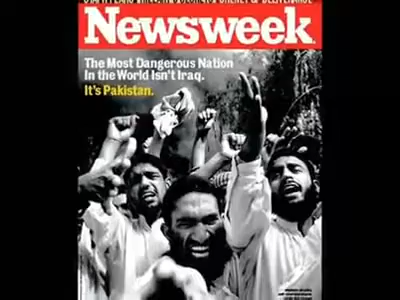 Newsweek
The Most Dangerous Nation
In the World Isn't Iraq.
It's Pakistan.